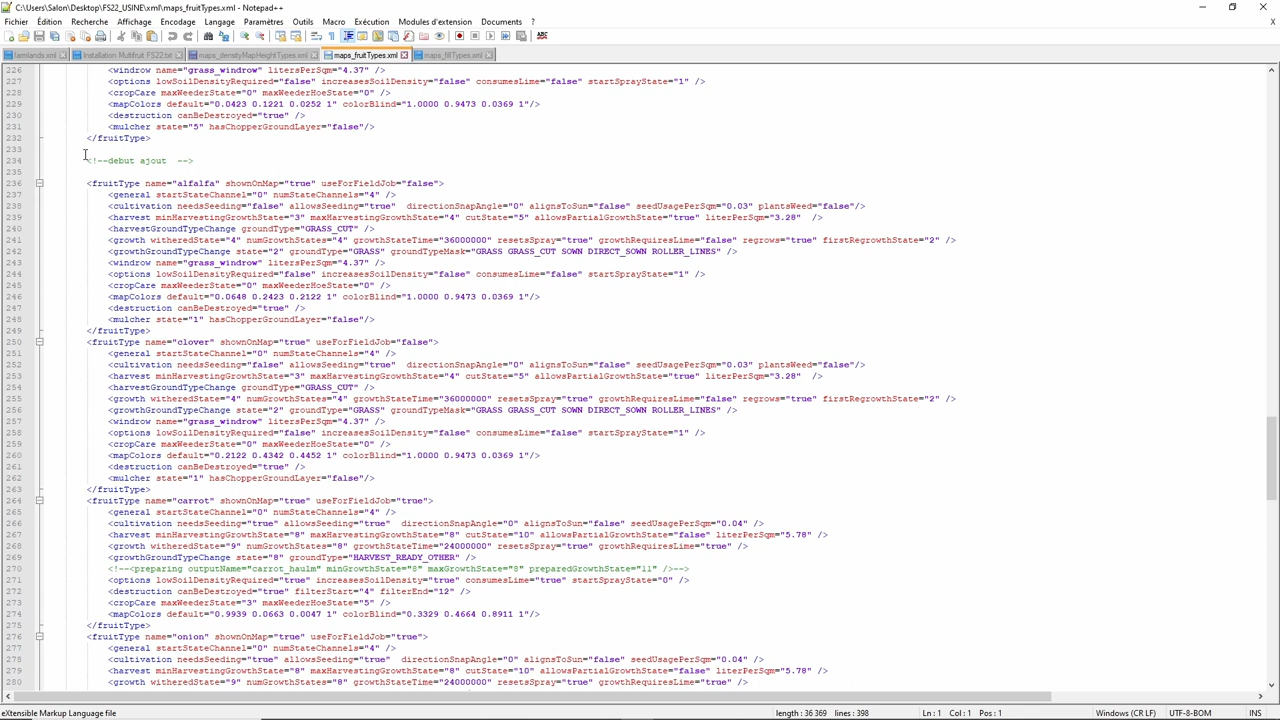 C:\Users\Salon\Desktop\FS22_USINE\xml\maps_fruitTypes.xml - Notepad++
Fichier Édition Recherche Affichage Encodage Langage Paramètres Outils Macro Exécution Modules d'extension Documents ?
farmlands.xml Installation Multifruit FS22.txt maps_densityMapHeightTypes.xml maps_fruitTypes.xml maps_fillTypes.xml
226 <windrow name="grass_windrow" litersPerSqm="4.37" />
227 <options lowSoilDensityRequired="false" increasesSoilDensity="false" consumesLime="false" startSprayState="1" />
228 <cropCare maxWeederState="0" maxWeederHoeState="0" />
229 <mapColors default="0.0423 0.1221 0.0252 1" colorBlind="1.0000 0.9473 0.0369 1"/>
230 <destruction canBeDestroyed="true" />
231 <mulcher state="5" hasChopperGroundLayer="false"/>
232 </fruitType>
233
234 <!--debut ajout  -->
235
236 <fruitType name="alfalfa" shownOnMap="true" useForFieldJob="false">
237 <general startStateChannel="0" numStateChannels="4" />
238 <cultivation needsSeeding="false" allowsSeeding="true"  directionSnapAngle="0" alignsToSun="false" seedUsagePerSqm="0.03" plantsWeed="false"/>
239 <harvest minHarvestingGrowthState="3" maxHarvestingGrowthState="4" cutState="5" allowsPartialGrowthState="true" literPerSqm="3.28"  />
240 <harvestGroundTypeChange groundType="GRASS_CUT" />
241 <growth witheredState="4" numGrowthStates="4" growthStateTime="36000000" resetsSpray="true" growthRequiresLime="false" regrows="true" firstRegrowthState="2" />
242 <growthGroundTypeChange state="2" groundType="GRASS" groundTypeMask="GRASS GRASS_CUT SOWN DIRECT_SOWN ROLLER_LINES" />
243 <windrow name="grass_windrow" litersPerSqm="4.37" />
244 <options lowSoilDensityRequired="false" increasesSoilDensity="false" consumesLime="false" startSprayState="1" />
245 <cropCare maxWeederState="0" maxWeederHoeState="0" />
246 <mapColors default="0.0648 0.2423 0.2122 1" colorBlind="1.0000 0.9473 0.0369 1"/>
247 <destruction canBeDestroyed="true" />
248 <mulcher state="1" hasChopperGroundLayer="false"/>
249 </fruitType>
250 <fruitType name="clover" shownOnMap="true" useForFieldJob="false">
251 <general startStateChannel="0" numStateChannels="4" />
252 <cultivation needsSeeding="false" allowsSeeding="true"  directionSnapAngle="0" alignsToSun="false" seedUsagePerSqm="0.03" plantsWeed="false"/>
253 <harvest minHarvestingGrowthState="3" maxHarvestingGrowthState="4" cutState="5" allowsPartialGrowthState="true" literPerSqm="3.28"  />
254 <harvestGroundTypeChange groundType="GRASS_CUT" />
255 <growth witheredState="4" numGrowthStates="4" growthStateTime="36000000" resetsSpray="true" growthRequiresLime="false" regrows="true" firstRegrowthState="2" />
256 <growthGroundTypeChange state="2" groundType="GRASS" groundTypeMask="GRASS GRASS_CUT SOWN DIRECT_SOWN ROLLER_LINES" />
257 <windrow name="grass_windrow" litersPerSqm="4.37" />
258 <options lowSoilDensityRequired="false" increasesSoilDensity="false" consumesLime="false" startSprayState="1" />
259 <cropCare maxWeederState="0" maxWeederHoeState="0" />
260 <mapColors default="0.2122 0.4342 0.4452 1" colorBlind="1.0000 0.9473 0.0369 1"/>
261 <destruction canBeDestroyed="true" />
262 <mulcher state="1" hasChopperGroundLayer="false"/>
263 </fruitType>
264 <fruitType name="carrot" shownOnMap="true" useForFieldJob="true">
265 <general startStateChannel="0" numStateChannels="4" />
266 <cultivation needsSeeding="true" allowsSeeding="true"  directionSnapAngle="0" alignsToSun="false" seedUsagePerSqm="0.04" />
267 <harvest minHarvestingGrowthState="8" maxHarvestingGrowthState="8" cutState="10" allowsPartialGrowthState="false" literPerSqm="5.78" />
268 <growth witheredState="9" numGrowthStates="8" growthStateTime="24000000" resetsSpray="true" growthRequiresLime="true" />
269 <growthGroundTypeChange state="8" groundType="HARVEST_READY_OTHER" />
270 <!--<preparing outputName="carrot_haulm" minGrowthState="8" maxGrowthState="8" preparedGrowthState="11" />-->
271 <options lowSoilDensityRequired="true" increasesSoilDensity="false" consumesLime="true" startSprayState="0" />
272 <destruction canBeDestroyed="true" filterStart="4" filterEnd="12" />
273 <cropCare maxWeederState="3" maxWeederHoeState="5" />
274 <mapColors default="0.9939 0.0663 0.0047 1" colorBlind="0.3329 0.4664 0.8911 1"/>
275 </fruitType>
276 <fruitType name="onion" shownOnMap="true" useForFieldJob="true">
277 <general startStateChannel="0" numStateChannels="4" />
278 <cultivation needsSeeding="true" allowsSeeding="true"  directionSnapAngle="0" alignsToSun="false" seedUsagePerSqm="0.04" />
279 <harvest minHarvestingGrowthState="8" maxHarvestingGrowthState="8" cutState="10" allowsPartialGrowthState="false" literPerSqm="5.78" />
280 <growth witheredState="9" numGrowthStates="8" growthStateTime="24000000" resetsSpray="true" growthRequiresLime="true" />
eXtensible Markup Language file length : 36 369 lines : 398 Ln : 1 Col : 1 Pos : 1 Windows (CR LF) UTF-8-BOM INS